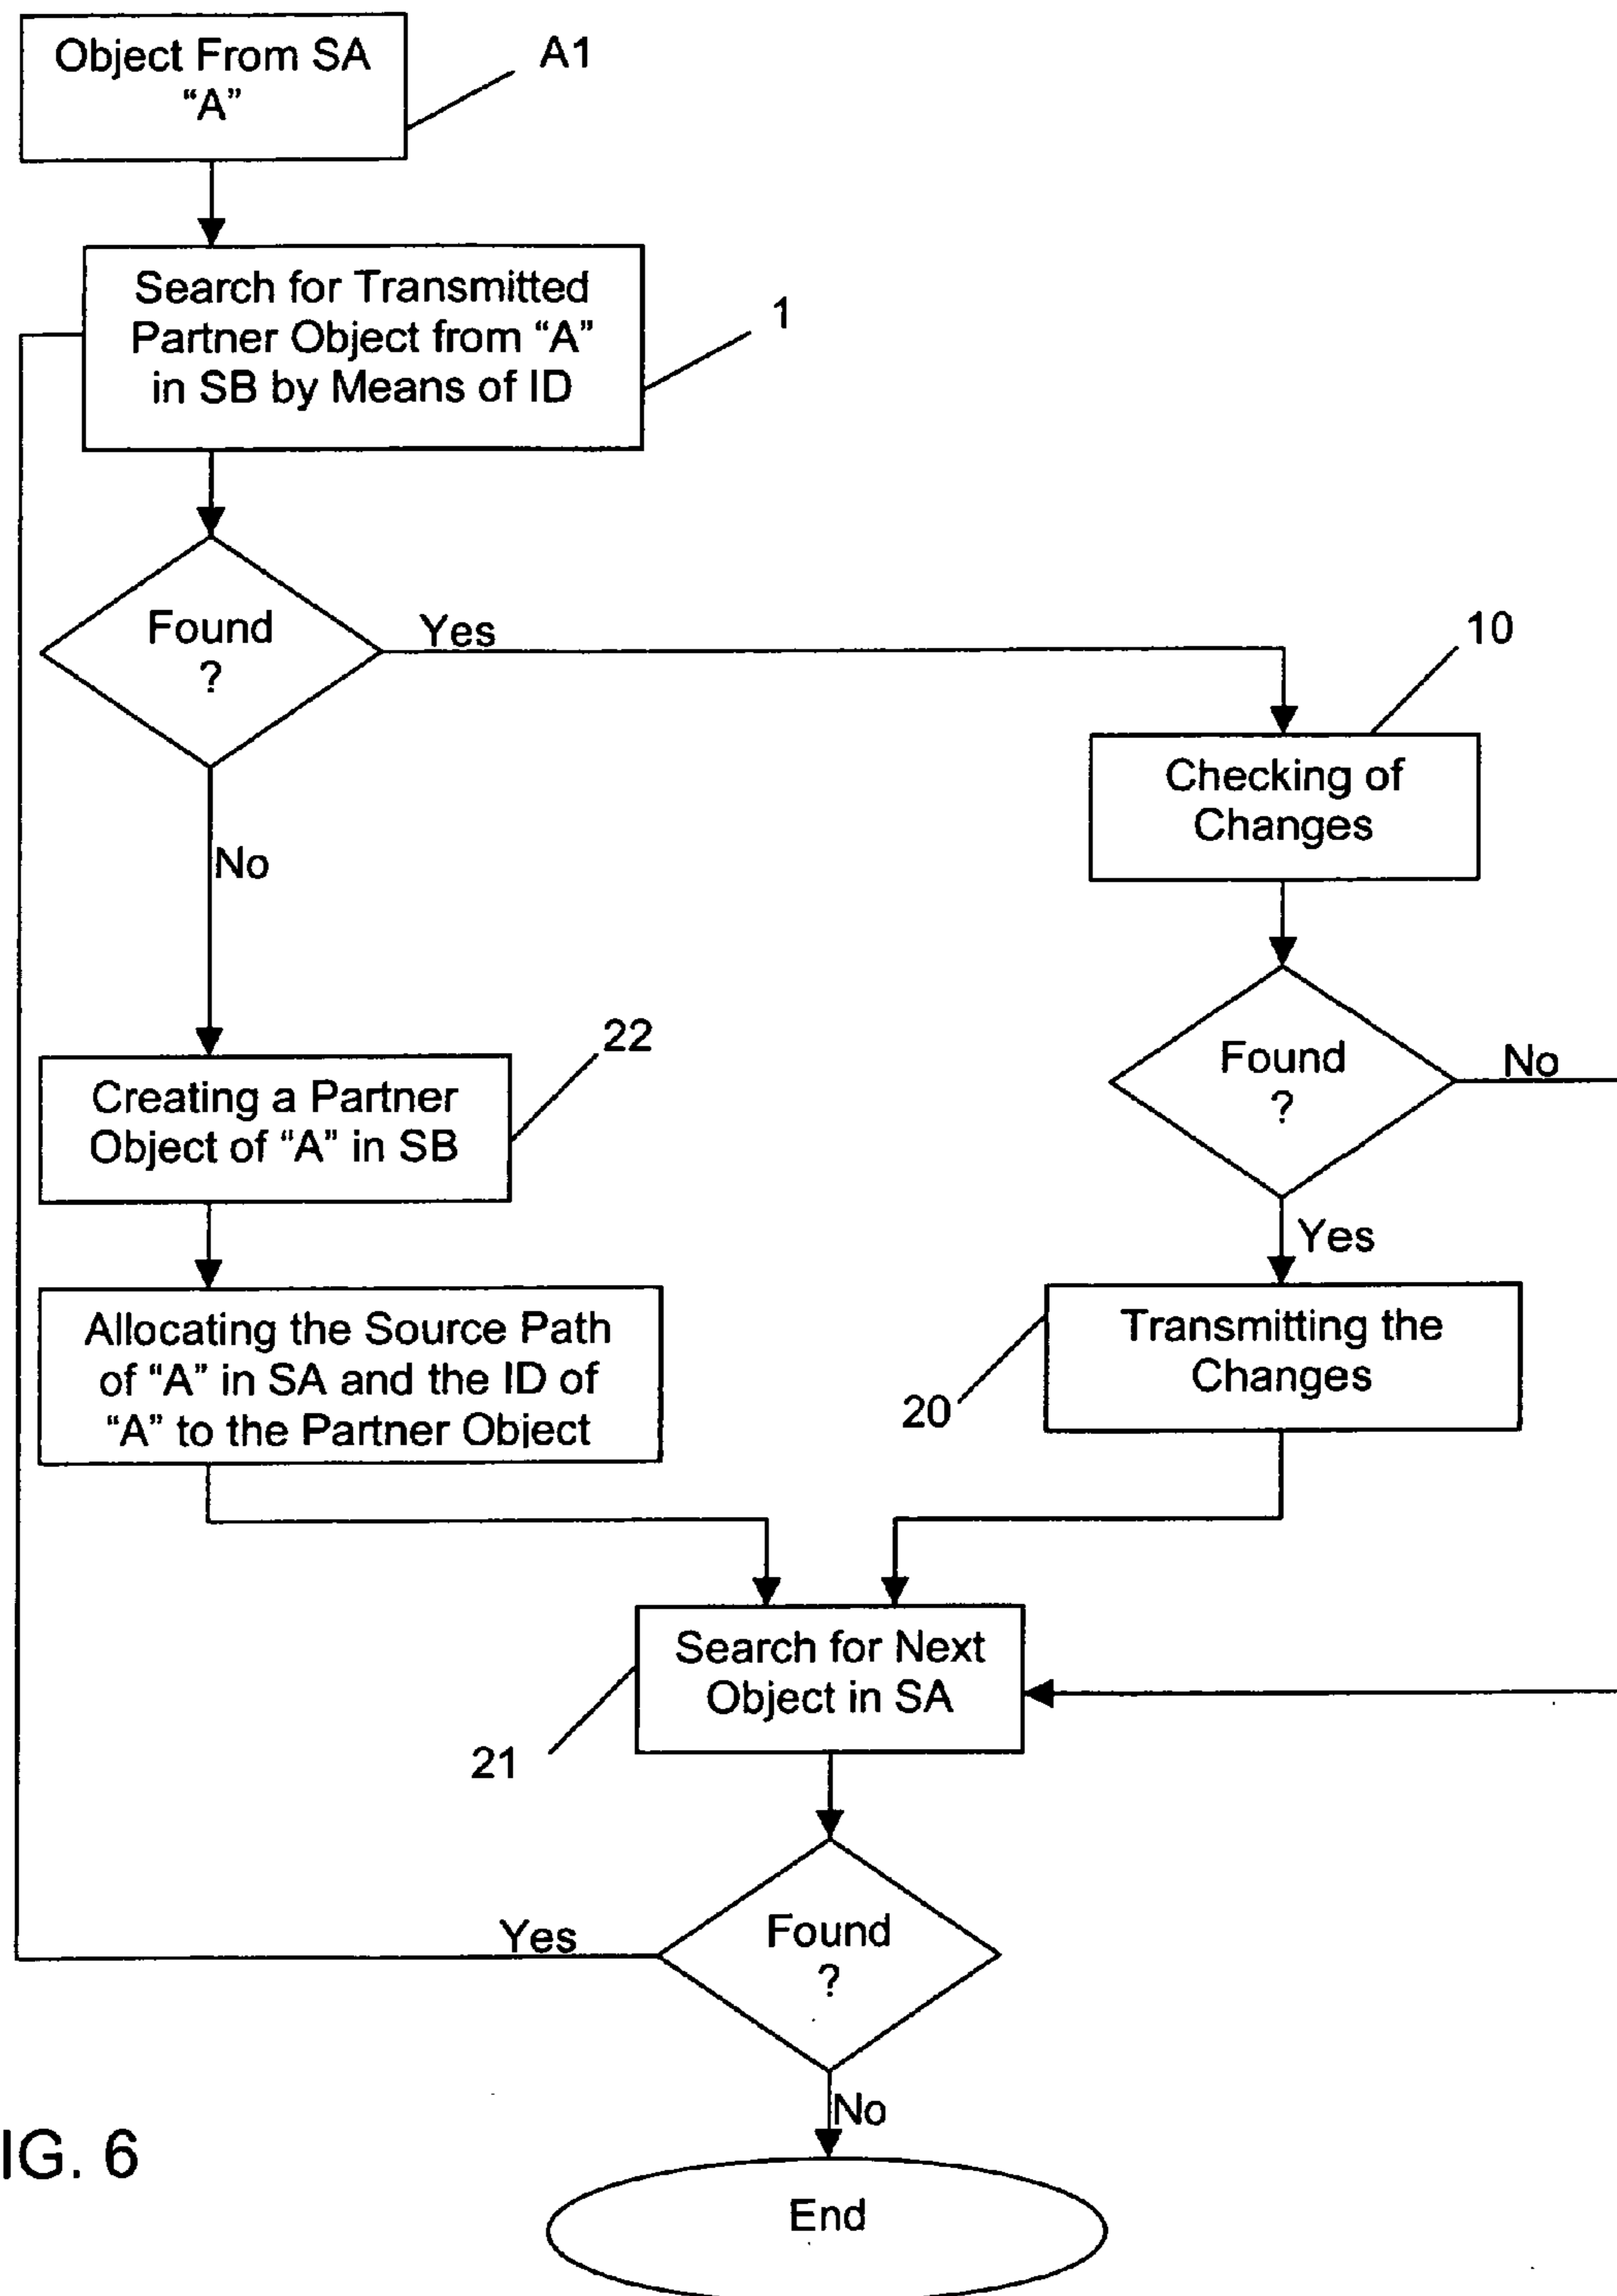 Object From SA
“A”
A1
Search for Transmitted
Partner Object from “A”
in SB by Means of ID
1
Found
?
Yes
No
10
Checking of
Changes
Found
?
No
Yes
22
Creating a Partner
Object of “A” in SB
Allocating the Source Path
of “A” in SA and the ID of
“A” to the Partner Object
Transmitting the
Changes
20
Search for Next
Object in SA
21
Found
?
Yes
No
End
IG. 6